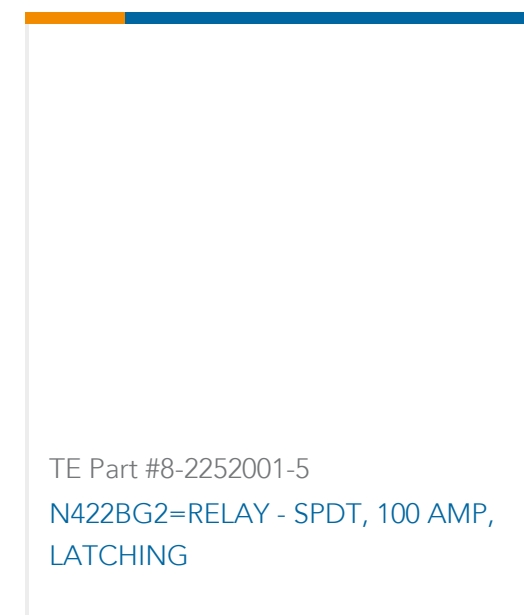 TE Part #8-2252001-5
N422BG2=RELAY - SPDT, 100 AMP,
LATCHING